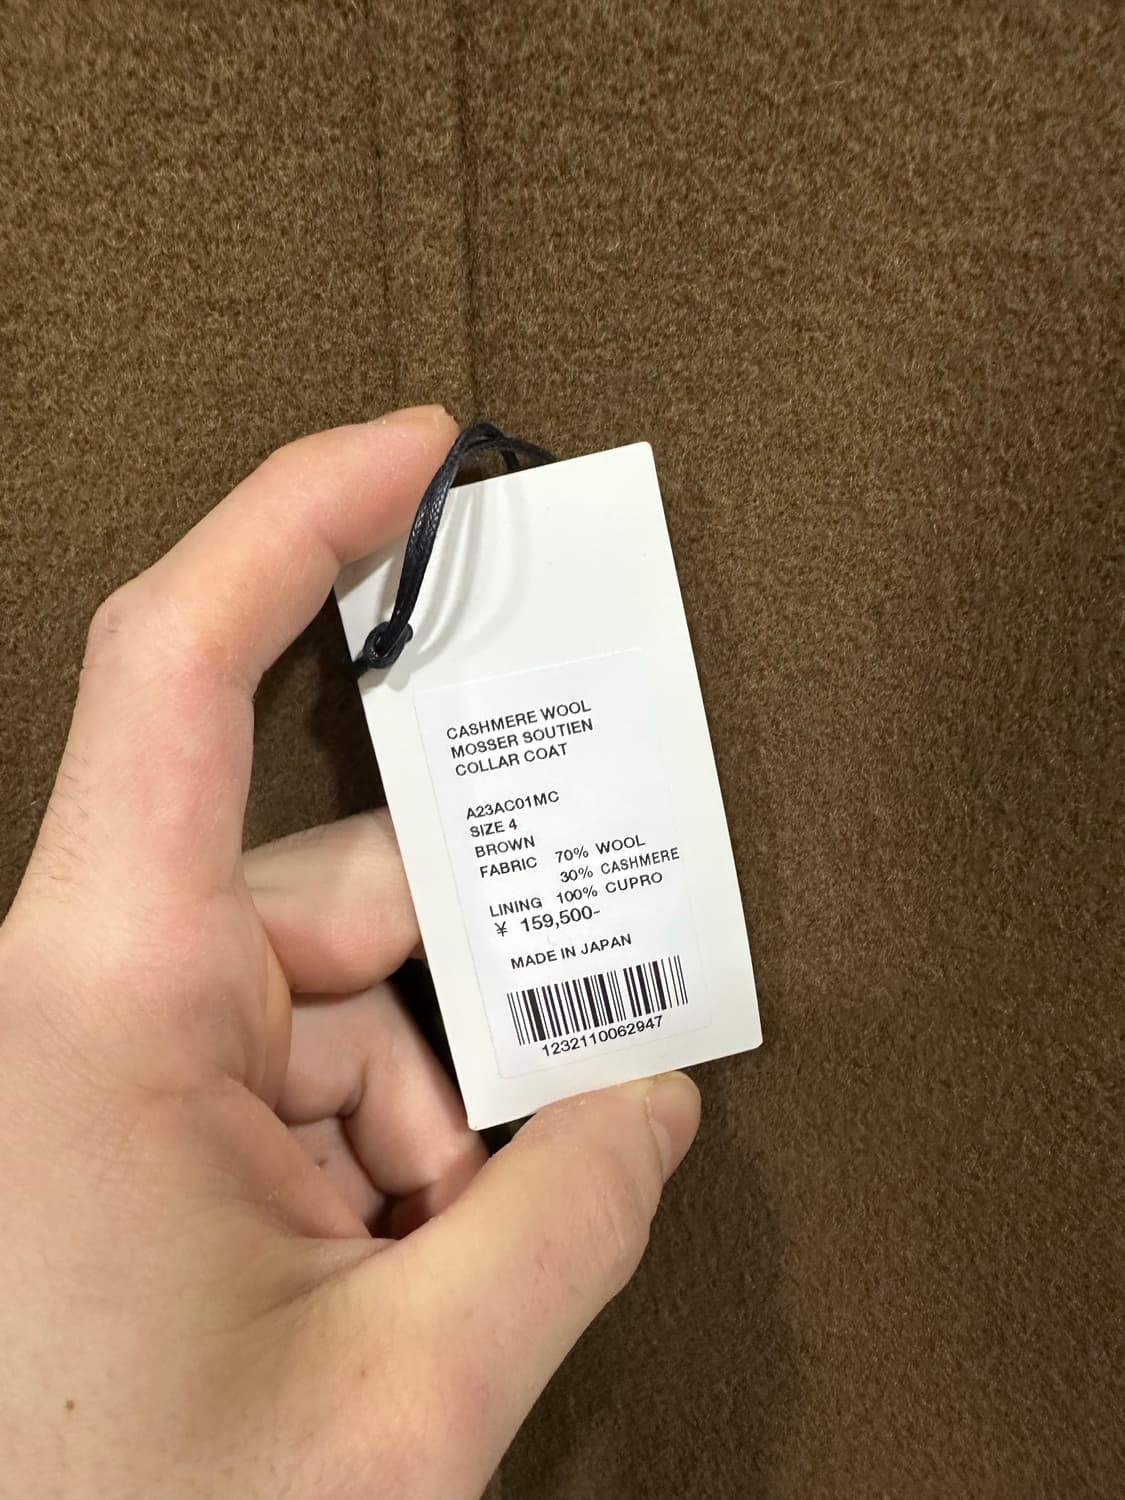 CASHMERE WOOL
MOSSER SOUTIEN
COLLAR COAT
A23AC01MC
SIZE 4
BROWN
FABRIC 70% WOOL
30% CASHMERE
LINING 100% CUPRO
¥ 159,500-
MADE IN JAPAN
1232110062947